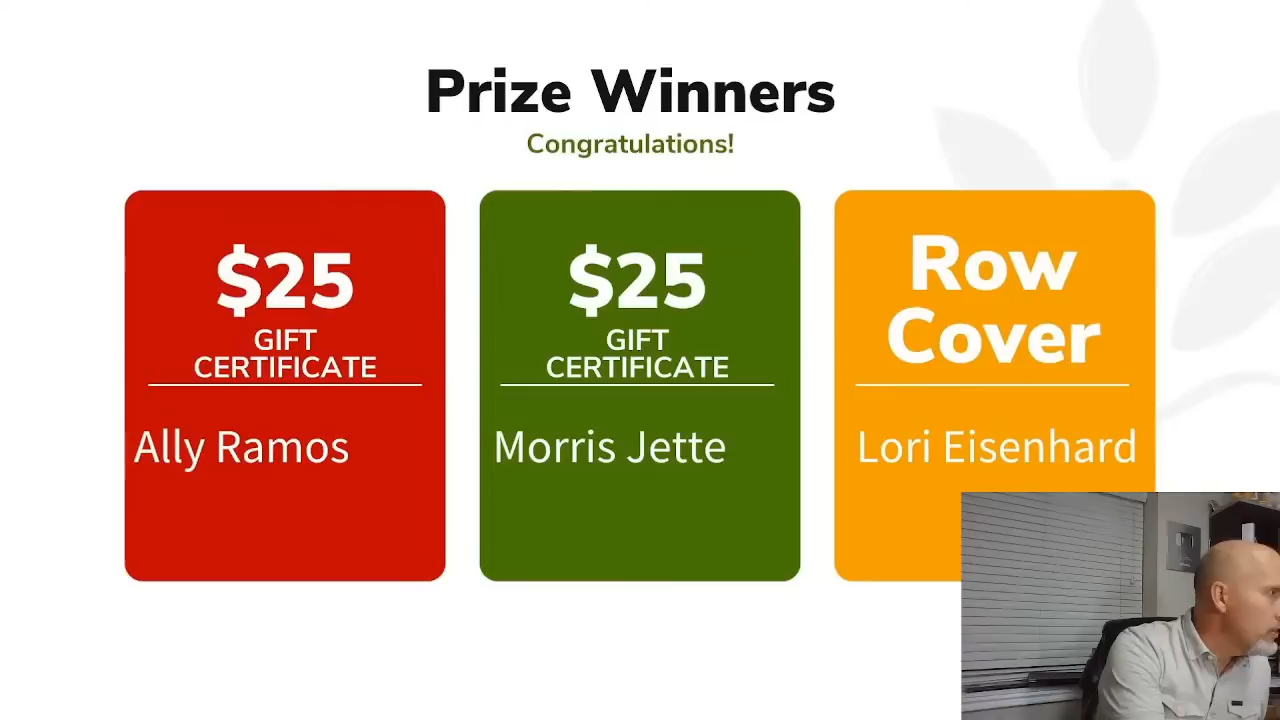 Prize Winners
Congratulations!
$25
GIFT
CERTIFICATE
Ally Ramos
$25
GIFT
CERTIFICATE
Morris Jette
Row
Cover
Lori Eisenhard